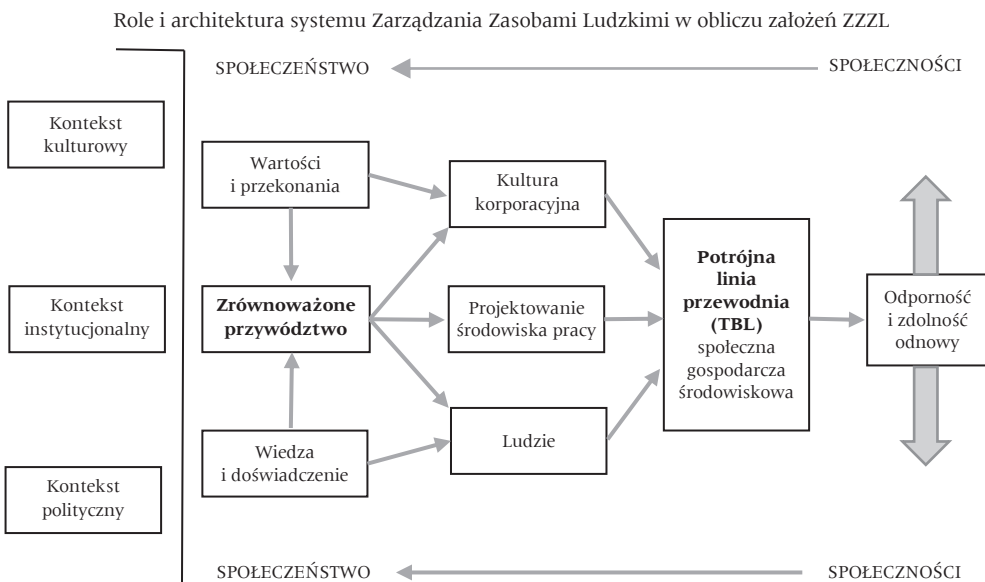 Role i architektura systemu Zarządzania Zasobami Ludzkimi w obliczu założeń ZZZL
SPOŁECZEŃSTWO
SPOŁECZNOŚCI
Kontekst
kulturowy
Kontekst
instytucjonalny
Kontekst
polityczny
Wartości
i przekonania
Zrównoważone
przywództwo
Wiedza
i doświadczenie
Kultura
korporacyjna
Projektowanie
środowiska pracy
Ludzie
Potrójna
linia
przewodnia
(TBL)
społeczna
gospodarcza
środowiskowa
Odporność
i zdolność
odnowy
SPOŁECZEŃSTWO
SPOŁECZNOŚCI